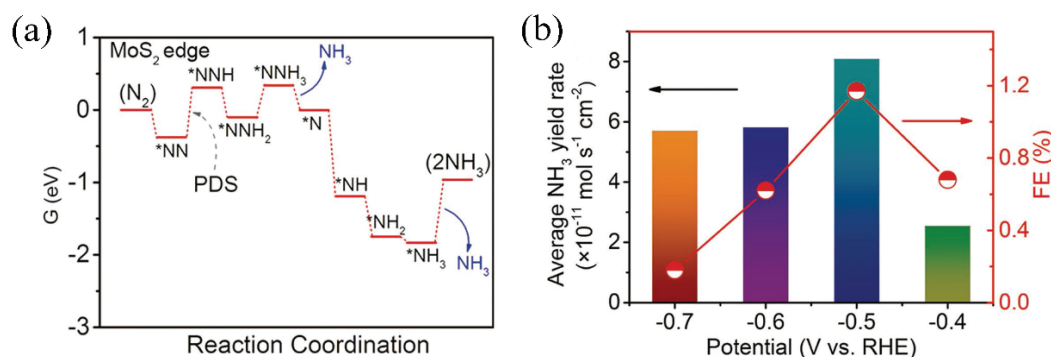 (a)
MoS2 edge
(N2)
*NN
*NNH
*NNH2
*NNH3
NH3
*N
PDS
*NH
*NH2
*NH3
(2NH3)
NH3
1
0
-1
-2
-3
G (eV)
Reaction Coordination
(b)
8
6
4
2
0
Average NH3 yield rate
(×10-11 mol s-1 cm-2)
1.2
0.8
0.4
0.0
FE (%)
-0.7 -0.6 -0.5 -0.4
Potential (V vs. RHE)